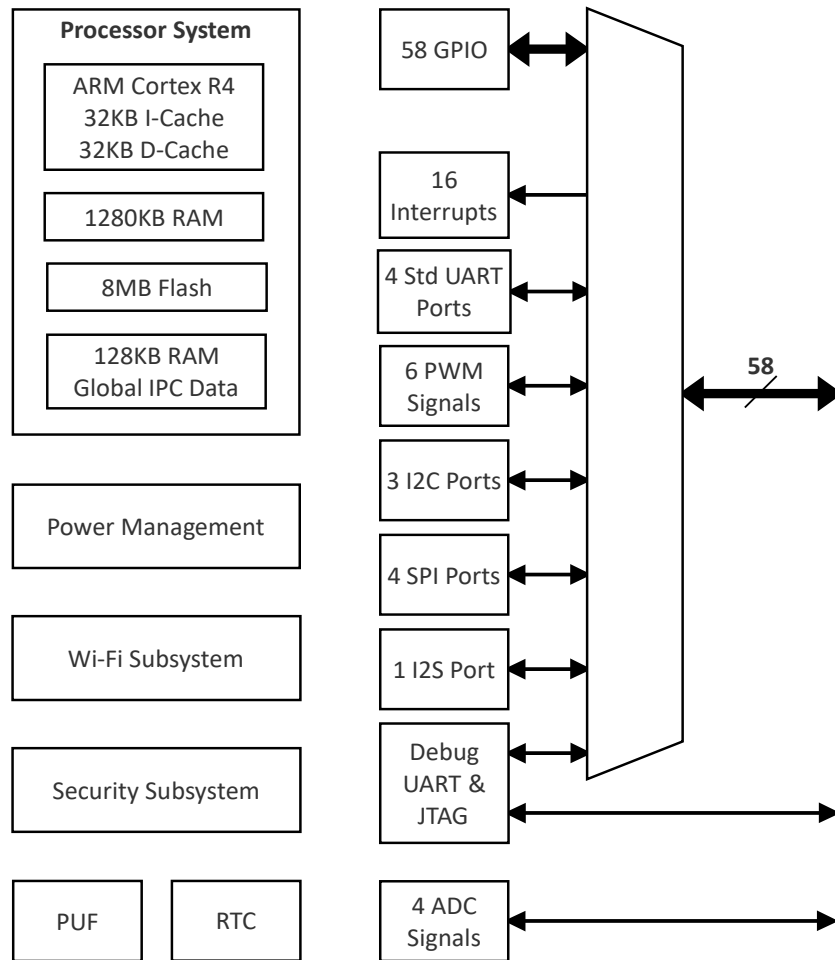 Processor System
ARM Cortex R4
32KB I-Cache
32KB D-Cache
1280KB RAM
8MB Flash
128KB RAM
Global IPC Data
Power Management
Wi-Fi Subsystem
Security Subsystem
PUF
RTC
58 GPIO
16
Interrupts
4 Std UART
Ports
6 PWM
Signals
3 I2C Ports
4 SPI Ports
1 I2S Port
Debug
UART &
JTAG
4 ADC
Signals
58